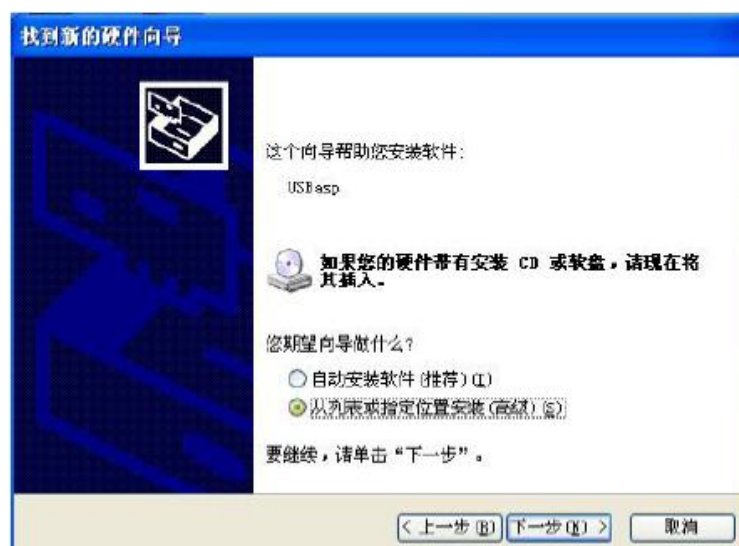 找到新的硬件向导
这个向导帮助您安装软件:
USBasp
如果您的硬件带有安装 CD 或软盘，请现在将
其插入。
您期望向导做什么?
自动安装软件(推荐)(I)
从列表或指定位置安装(高级)(S)
要继续，请单击“下一步”。
< 上一步(B) 下一步(N) > 取消